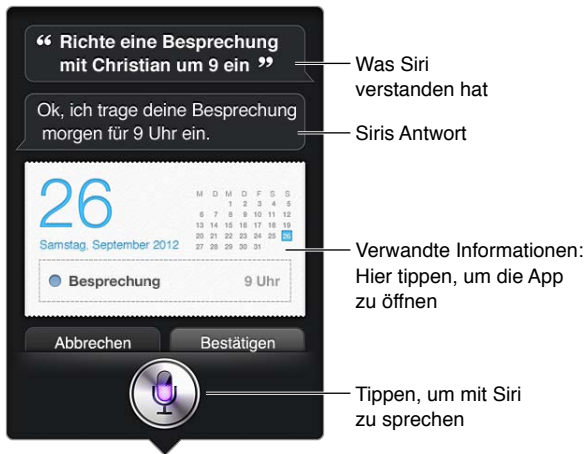 “ Richte eine Besprechung
mit Christian um 9 ein ”
Was Siri
verstanden hat
Ok, ich trage deine Besprechung
morgen für 9 Uhr ein.
Siris Antwort
26
Samstag, September 2012
M D M D F S S
1 2 3 4 5
6 7 8 9 10 11 12
13 14 15 16 17 18 19
20 21 22 23 24 25 26
27 28 29 30 31
Besprechung 9 Uhr
Verwandte Informationen:
Hier tippen, um die App
zu öffnen
Abbrechen
Bestätigen
Tippen, um mit Siri
zu sprechen